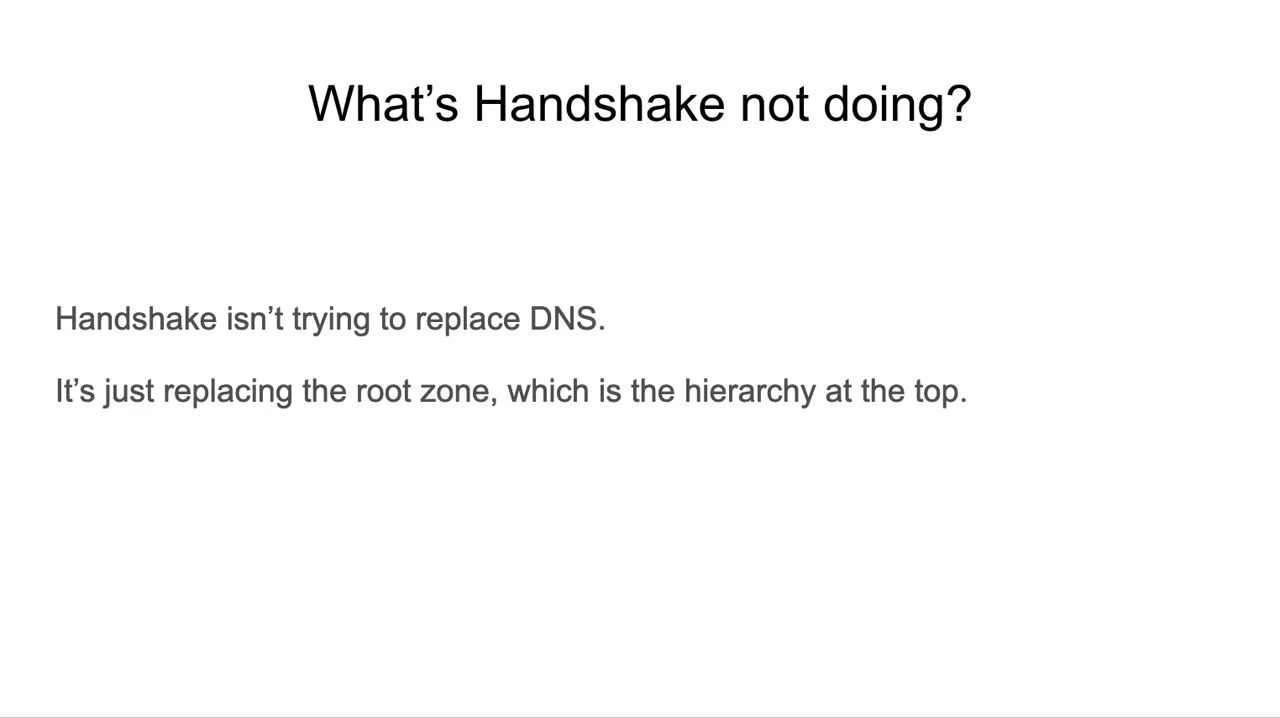 What’s Handshake not doing?
Handshake isn’t trying to replace DNS.
It’s just replacing the root zone, which is the hierarchy at the top.